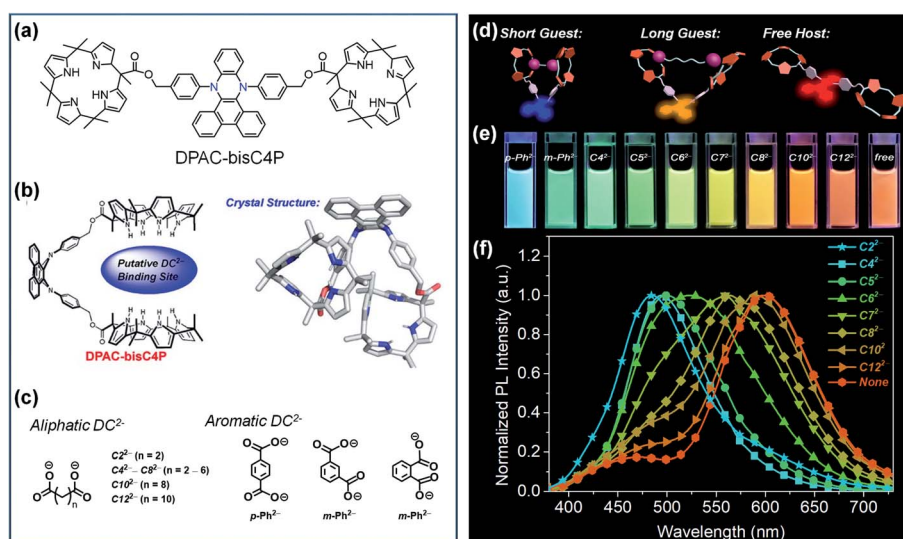 (a)
NH
N
HN
N
O
O
N
N
O
O
NH
N
HN
N
DPAC-bisC4P
(b)
Putative DC²⁻
Binding Site
DPAC-bisC4P
Crystal Structure:
(c)
Aliphatic DC²⁻
C2²⁻ (n = 2)
C4²⁻– C8²⁻ (n = 2 – 6)
C10²⁻ (n = 8)
C12²⁻ (n = 10)
Aromatic DC²⁻
p-Ph²⁻
m-Ph²⁻
m-Ph²⁻
(d)
Short Guest:
Long Guest:
Free Host:
(e)
p-Ph²⁻
m-Ph²⁻
C4²⁻
C5²⁻
C6²⁻
C7²⁻
C8²⁻
C10²⁻
C12²⁻
free
(f)
Normalized PL Intensity (a.u.)
1.0
0.8
0.6
0.4
0.2
0.0
400
450
500
550
600
650
700
Wavelength (nm)
C2²⁻
C4²⁻
C5²⁻
C6²⁻
C7²⁻
C8²⁻
C10²
C12²⁻
None